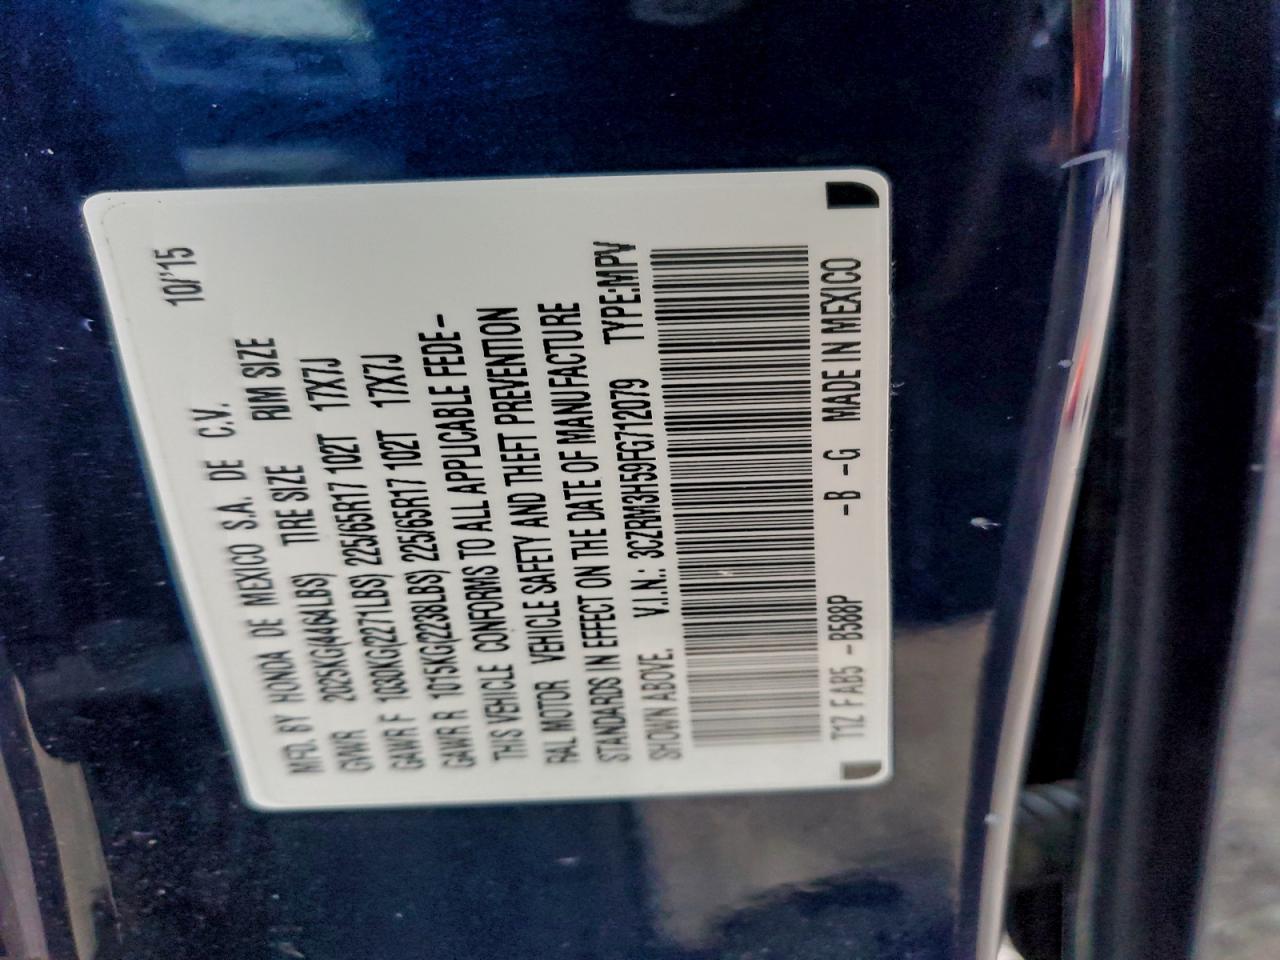 MFD. BY HONDA DE MEXICO S.A. DE C.V. 10/'15
GVWR 2025KG(4464LBS) TIRE SIZE RIM SIZE
GAWR F 1030KG(2271LBS) 225/65R17 102T 17X7J
GAWR R 1015KG(2238LBS) 225/65R17 102T 17X7J
THIS VEHICLE CONFORMS TO ALL APPLICABLE FEDE-
RAL MOTOR VEHICLE SAFETY AND THEFT PREVENTION
STANDARDS IN EFFECT ON THE DATE OF MANUFACTURE
SHOWN ABOVE. V.I.N.: 3CZRM3H59FG712079 TYPE:MPV
T1Z F AB5 -B588P -B -G MADE IN MEXICO